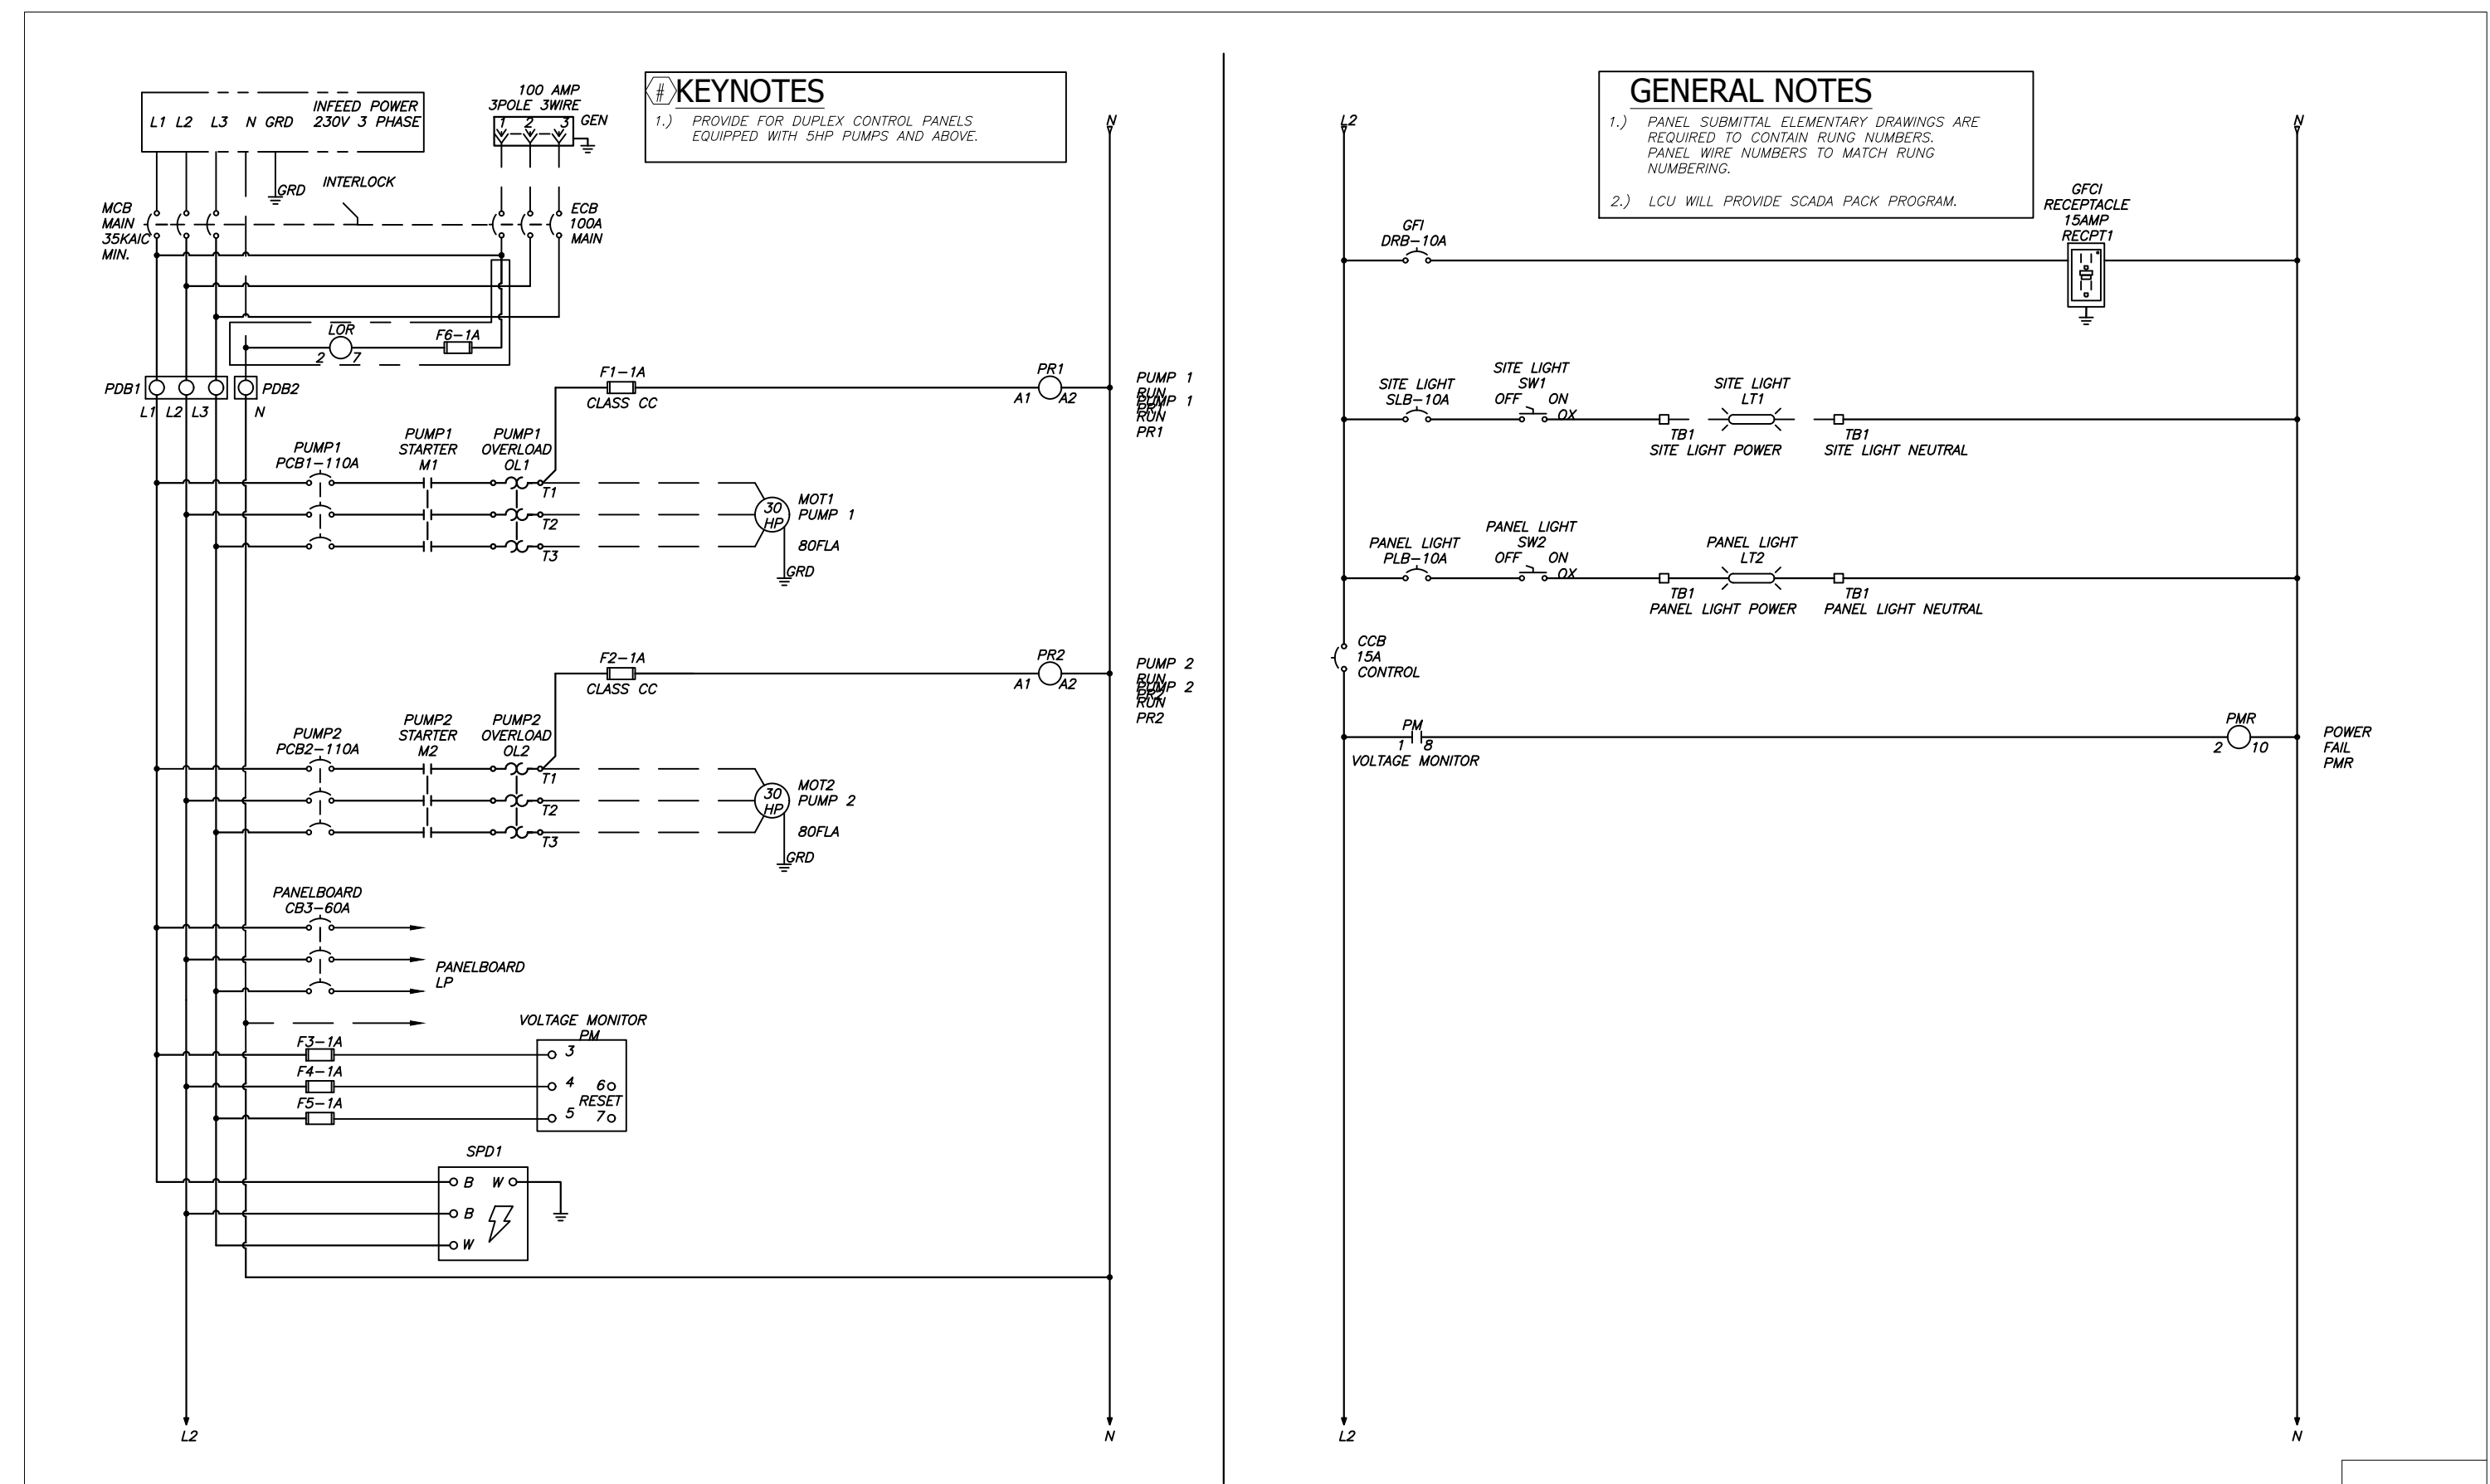 INFEED POWER
L1 L2 L3 N GRD 230V 3 PHASE
GRD
INTERLOCK
100 AMP
3POLE 3WIRE
1 2 3 GEN
MCB
MAIN
35KAIC
MIN.
ECB
100A
MAIN
# KEYNOTES
1.) PROVIDE FOR DUPLEX CONTROL PANELS
EQUIPPED WITH 5HP PUMPS AND ABOVE.
N
LOR
2 7
F6-1A
PDB1
PDB2
L1 L2 L3 N
F1-1A
CLASS CC
PR1
A1 A2
PUMP 1
RUN
PR1
PUMP 1
RUN
PR1
PUMP1
PCB1-110A
PUMP1
STARTER
M1
PUMP1
OVERLOAD
OL1
T1
T2
T3
30
HP
MOT1
PUMP 1
80FLA
GRD
F2-1A
CLASS CC
PR2
A1 A2
PUMP 2
RUN
PR2
PUMP 2
RUN
PR2
PUMP2
PCB2-110A
PUMP2
STARTER
M2
PUMP2
OVERLOAD
OL2
T1
T2
T3
30
HP
MOT2
PUMP 2
80FLA
GRD
PANELBOARD
CB3-60A
PANELBOARD
LP
F3-1A
F4-1A
F5-1A
VOLTAGE MONITOR
PM
3
4 6
RESET
5 7
SPD1
B W
B
W
L2
N
L2
GENERAL NOTES
1.) PANEL SUBMITTAL ELEMENTARY DRAWINGS ARE
REQUIRED TO CONTAIN RUNG NUMBERS.
PANEL WIRE NUMBERS TO MATCH RUNG
NUMBERING.
2.) LCU WILL PROVIDE SCADA PACK PROGRAM.
N
GFI
DRB-10A
GFCI
RECEPTACLE
15AMP
RECPT1
SITE LIGHT
SLB-10A
SITE LIGHT
SW1
OFF ON
OX
SITE LIGHT
LT1
TB1
SITE LIGHT POWER
TB1
SITE LIGHT NEUTRAL
PANEL LIGHT
PLB-10A
PANEL LIGHT
SW2
OFF ON
OX
PANEL LIGHT
LT2
TB1
PANEL LIGHT POWER
TB1
PANEL LIGHT NEUTRAL
CCB
15A
CONTROL
PM
1 8
VOLTAGE MONITOR
PMR
2 10
POWER
FAIL
PMR
L2
N